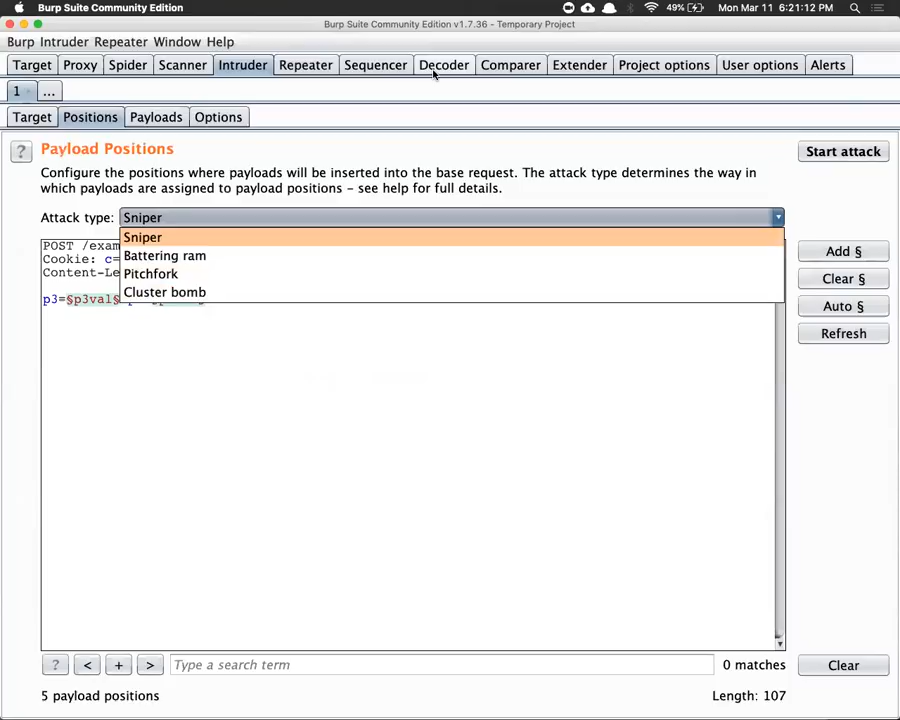 Burp Suite Community Edition
49%
Mon Mar 11 6:21:12 PM
Burp Suite Community Edition v1.7.36 - Temporary Project
Burp Intruder Repeater Window Help
Target Proxy Spider Scanner Intruder Repeater Sequencer Decoder Comparer Extender Project options User options Alerts
1 × ...
Target Positions Payloads Options
? Payload Positions
Start attack
Configure the positions where payloads will be inserted into the base request. The attack type determines the way in
which payloads are assigned to payload positions – see help for full details.
Attack type: Sniper
Sniper
Battering ram
Pitchfork
Cluster bomb
POST /exam
Cookie: c=
Content-Le
p3=§p3val§
Add §
Clear §
Auto §
Refresh
? < + > Type a search term 0 matches Clear
5 payload positions Length: 107